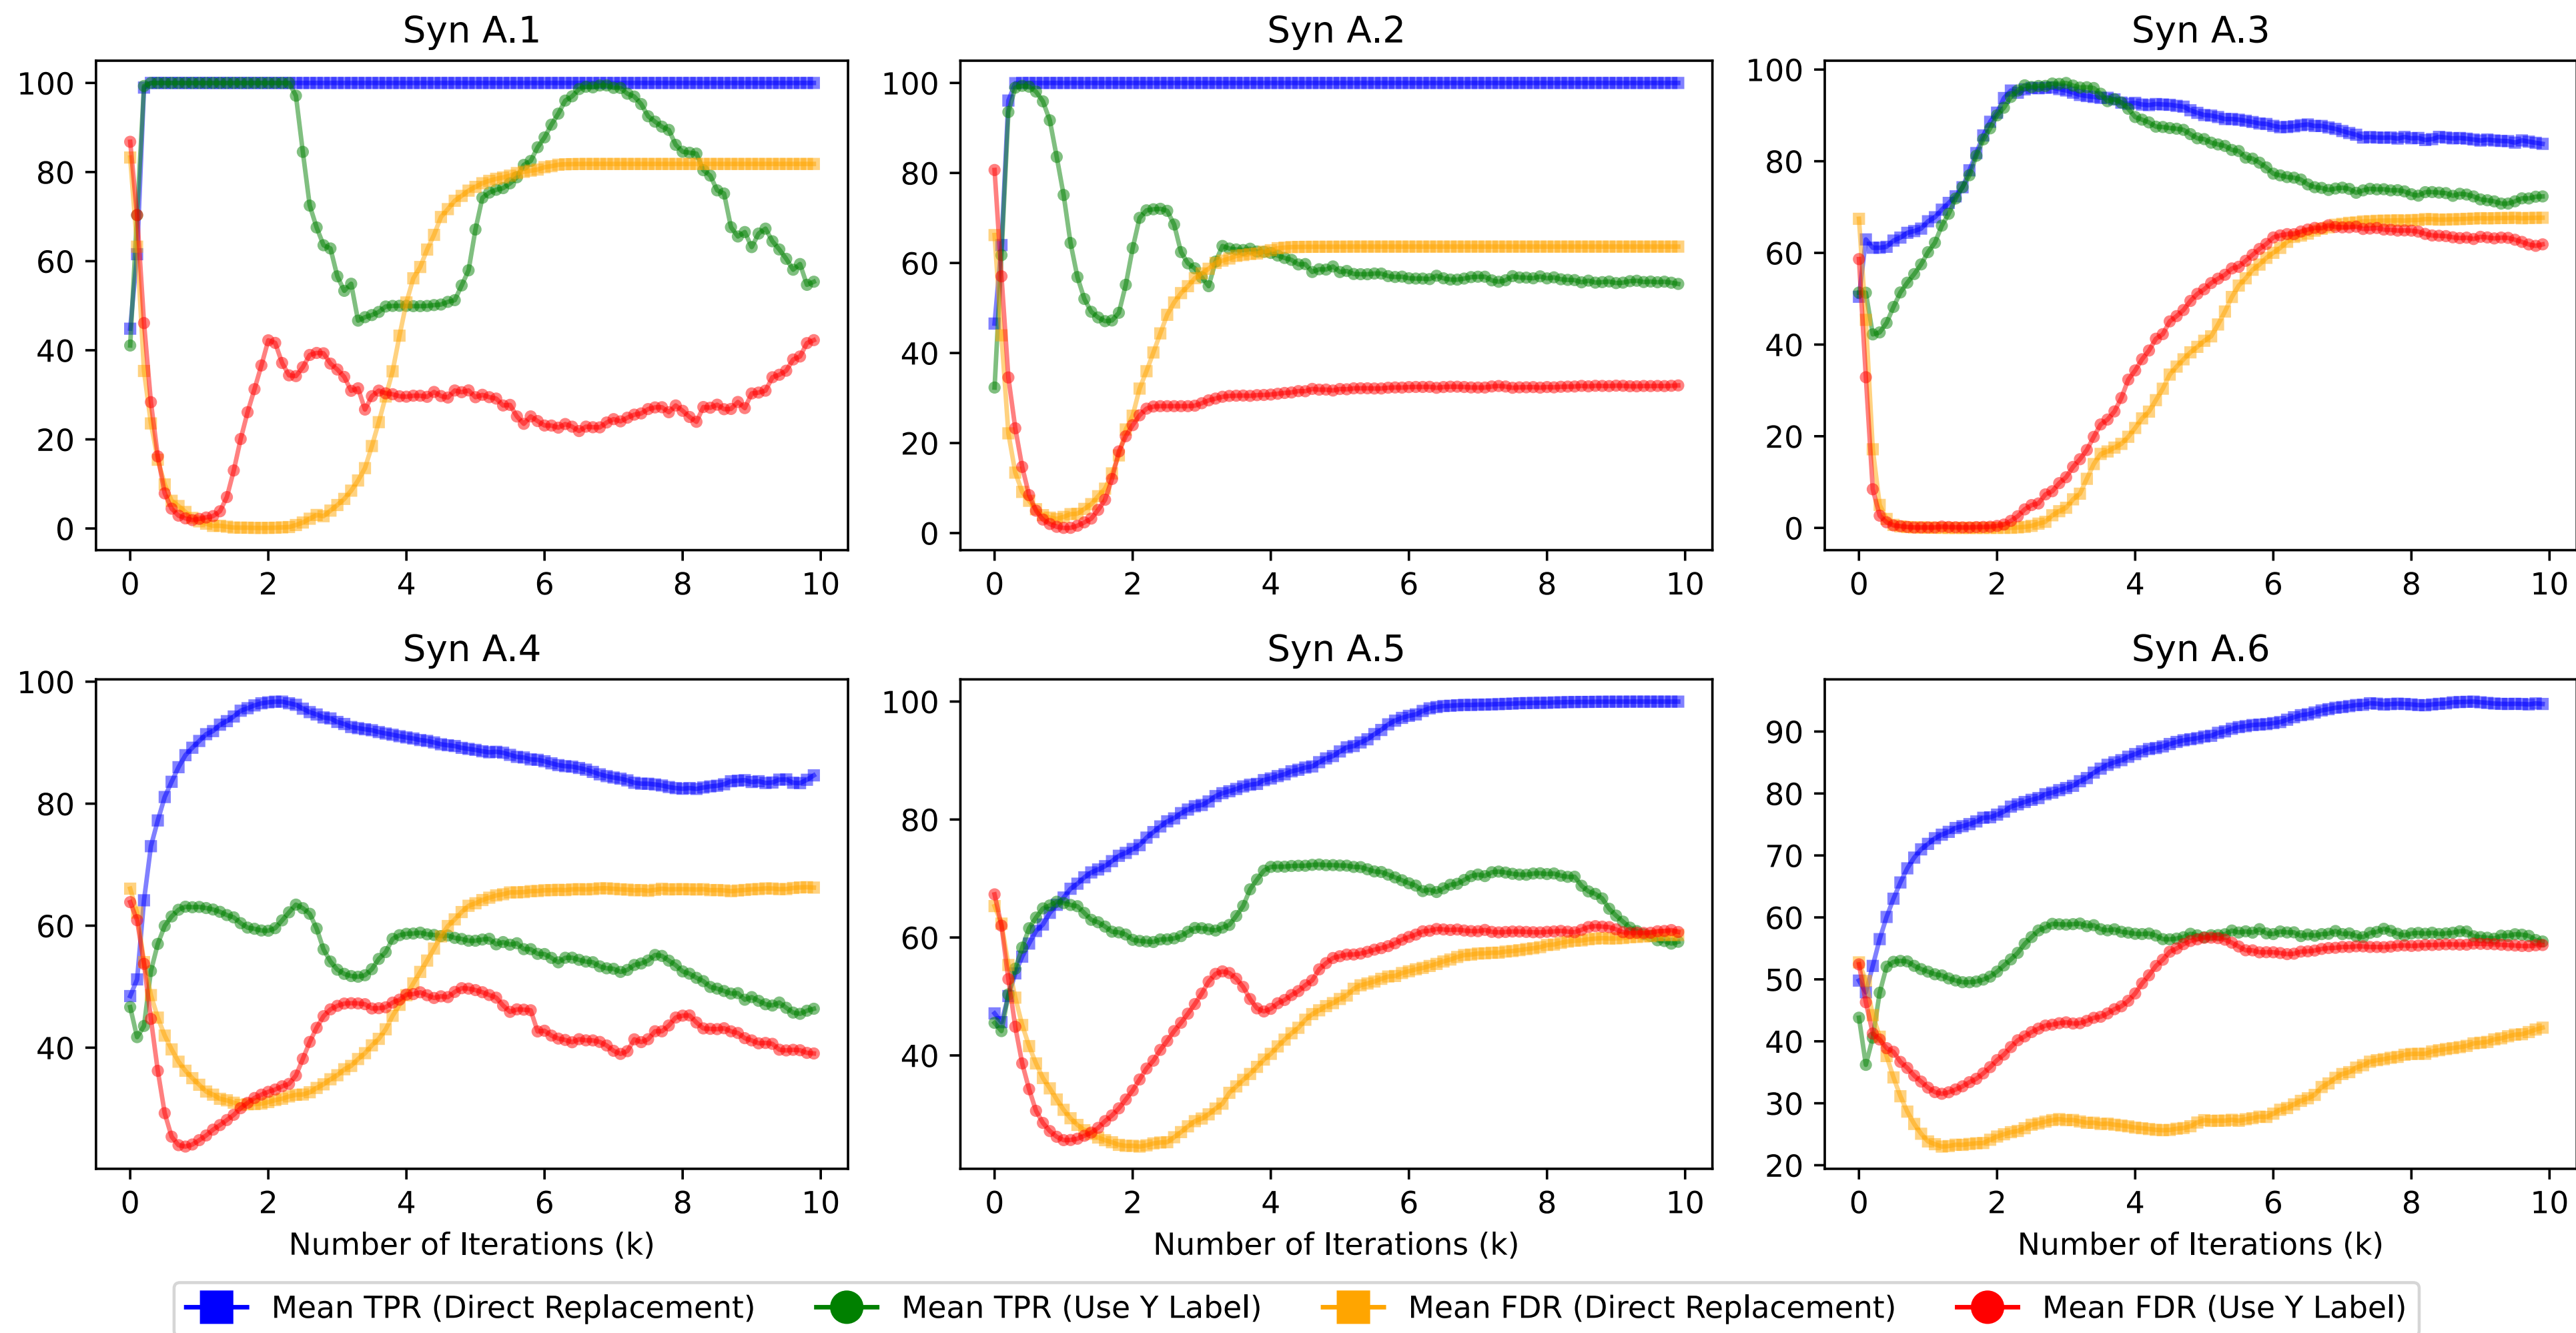 Syn A.1
Syn A.2
Syn A.3
100
80
60
40
20
0
0 2 4 6 8 10
100
80
60
40
20
0
0 2 4 6 8 10
100
80
60
40
20
0
0 2 4 6 8 10
Syn A.4
Syn A.5
Syn A.6
100
80
60
40
0 2 4 6 8 10
100
80
60
40
0 2 4 6 8 10
90
80
70
60
50
40
30
20
0 2 4 6 8 10
Number of Iterations (k)
Number of Iterations (k)
Number of Iterations (k)
Mean TPR (Direct Replacement)
Mean TPR (Use Y Label)
Mean FDR (Direct Replacement)
Mean FDR (Use Y Label)